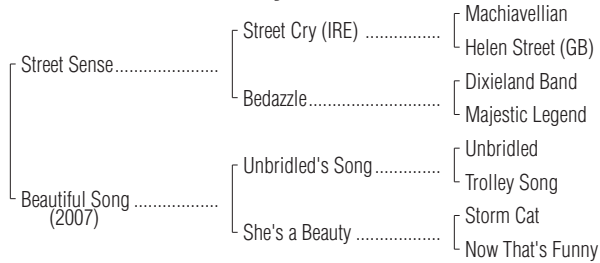 Machiavellian
Street Cry (IRE) ................
Helen Street (GB)
Street Sense......................
Dixieland Band
Bedazzle............................
Majestic Legend
Unbridled
Unbridled's Song..............
Trolley Song
Beautiful Song ..................
(2007)
Storm Cat
She's a Beauty ..................
Now That's Funny